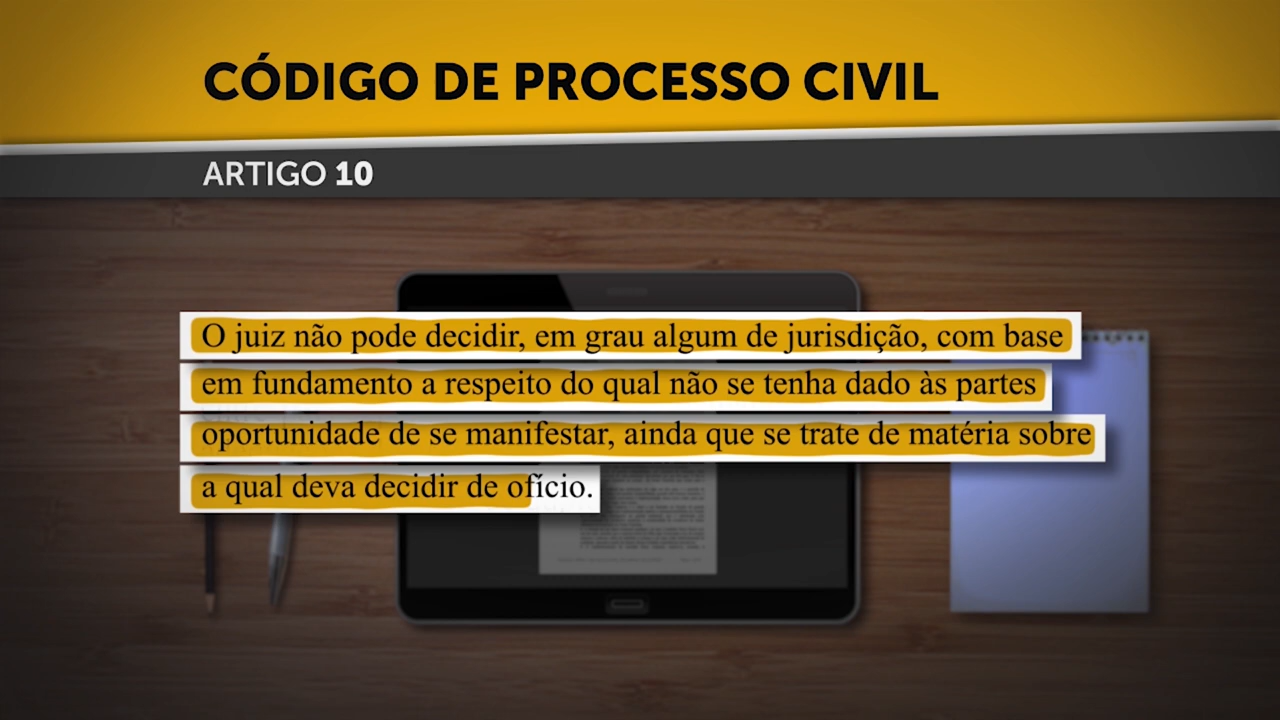 CÓDIGO DE PROCESSO CIVIL
ARTIGO 10
O juiz não pode decidir, em grau algum de jurisdição, com base
em fundamento a respeito do qual não se tenha dado às partes
oportunidade de se manifestar, ainda que se trate de matéria sobre
a qual deva decidir de ofício.